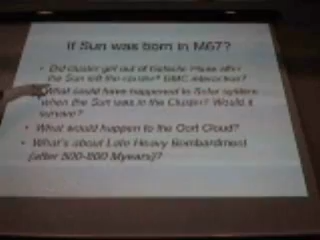 If Sun was born in M67?
• Did cluster get out of Galactic Plane after
the Sun left the cluster? GMC interaction?
What could have happened to Solar system
when the Sun was in the Cluster? Would it
survive?
• What would happen to the Oort Cloud?
• What's about Late Heavy Bombardment
(after 500-800 Myears)?